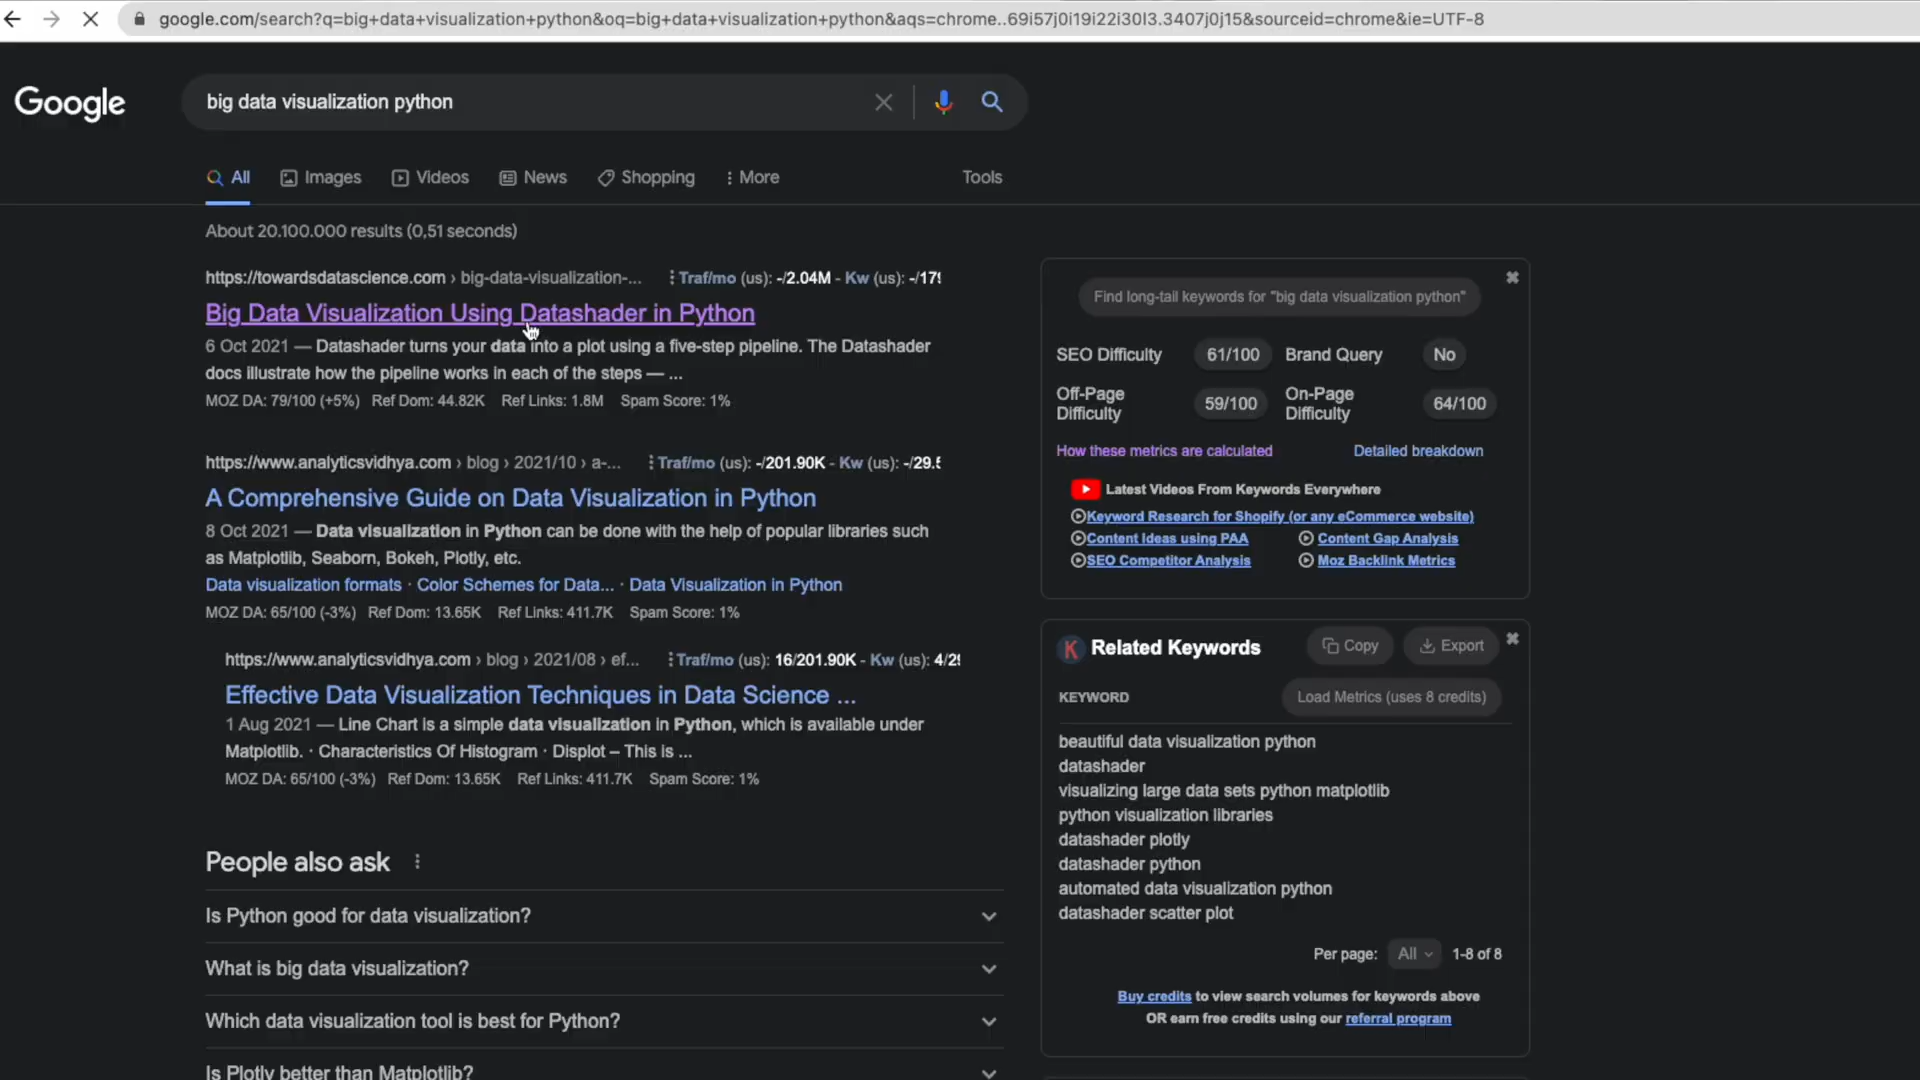 google.com/search?q=big+data+visualization+python&oq=big+data+visualization+python&aqs=chrome..69i57j0i19i22i30l3.3407j0j15&sourceid=chrome&ie=UTF-8
Google
big data visualization python
All
Images
Videos
News
Shopping
More
Tools
About 20.100.000 results (0,51 seconds)
https://towardsdatascience.com › big-data-visualization-... Traf/mo (us): -/2.04M - Kw (us): -/179
Big Data Visualization Using Datashader in Python
6 Oct 2021 — Datashader turns your data into a plot using a five-step pipeline. The Datashader
docs illustrate how the pipeline works in each of the steps — ...
MOZ DA: 79/100 (+5%) Ref Dom: 44.82K Ref Links: 1.8M Spam Score: 1%
https://www.analyticsvidhya.com › blog › 2021/10 › a-... Traf/mo (us): -/201.90K - Kw (us): -/29.5
A Comprehensive Guide on Data Visualization in Python
8 Oct 2021 — Data visualization in Python can be done with the help of popular libraries such
as Matplotlib, Seaborn, Bokeh, Plotly, etc.
Data visualization formats · Color Schemes for Data... · Data Visualization in Python
MOZ DA: 65/100 (-3%) Ref Dom: 13.65K Ref Links: 411.7K Spam Score: 1%
https://www.analyticsvidhya.com › blog › 2021/08 › ef... Traf/mo (us): 16/201.90K - Kw (us): 4/29
Effective Data Visualization Techniques in Data Science ...
1 Aug 2021 — Line Chart is a simple data visualization in Python, which is available under
Matplotlib. · Characteristics Of Histogram · Displot – This is ...
MOZ DA: 65/100 (-3%) Ref Dom: 13.65K Ref Links: 411.7K Spam Score: 1%
People also ask
Is Python good for data visualization?
What is big data visualization?
Which data visualization tool is best for Python?
Is Plotly better than Matplotlib?
Find long-tail keywords for "big data visualization python"
SEO Difficulty 61/100 Brand Query No
Off-Page Difficulty 59/100 On-Page Difficulty 64/100
How these metrics are calculated Detailed breakdown
Latest Videos From Keywords Everywhere
Keyword Research for Shopify (or any eCommerce website)
Content Ideas using PAA Content Gap Analysis
SEO Competitor Analysis Moz Backlink Metrics
K Related Keywords Copy Export
KEYWORD Load Metrics (uses 8 credits)
beautiful data visualization python
datashader
visualizing large data sets python matplotlib
python visualization libraries
datashader plotly
datashader python
automated data visualization python
datashader scatter plot
Per page: All 1-8 of 8
Buy credits to view search volumes for keywords above
OR earn free credits using our referral program